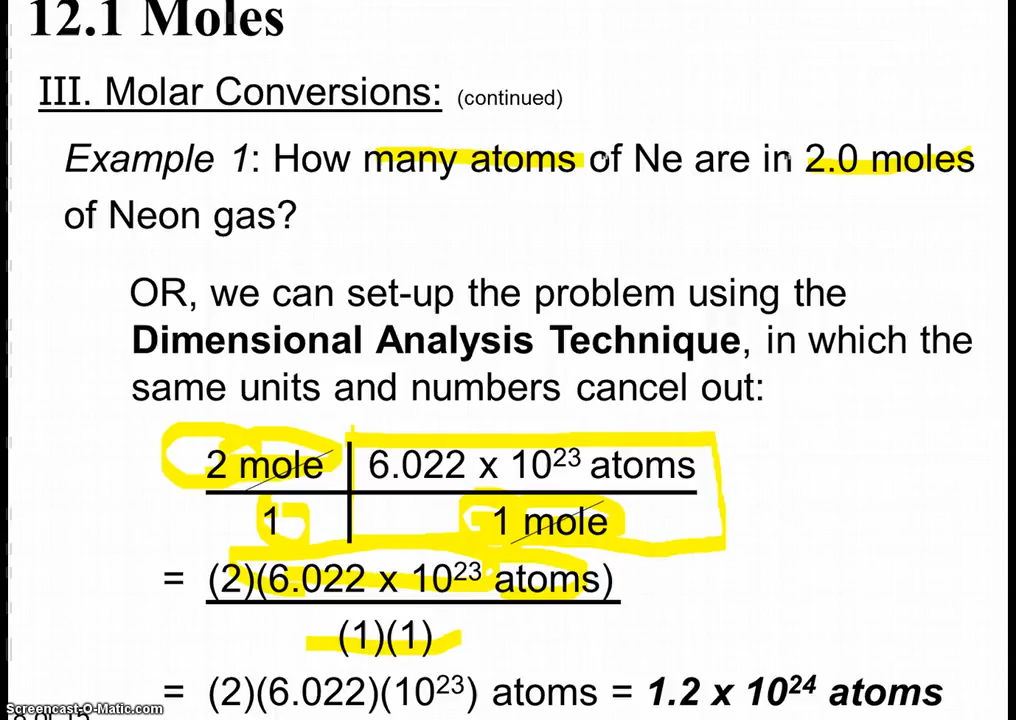 12.1 Moles
III. Molar Conversions: (continued)
Example 1: How many atoms of Ne are in 2.0 moles
of Neon gas?
OR, we can set-up the problem using the
Dimensional Analysis Technique, in which the
same units and numbers cancel out:
2 mole | 6.022 x 10²³ atoms
1 | 1 mole
= (2)(6.022 x 10²³ atoms)
(1)(1)
= (2)(6.022)(10²³) atoms = 1.2 x 10²⁴ atoms
Screencast-O-Matic.com